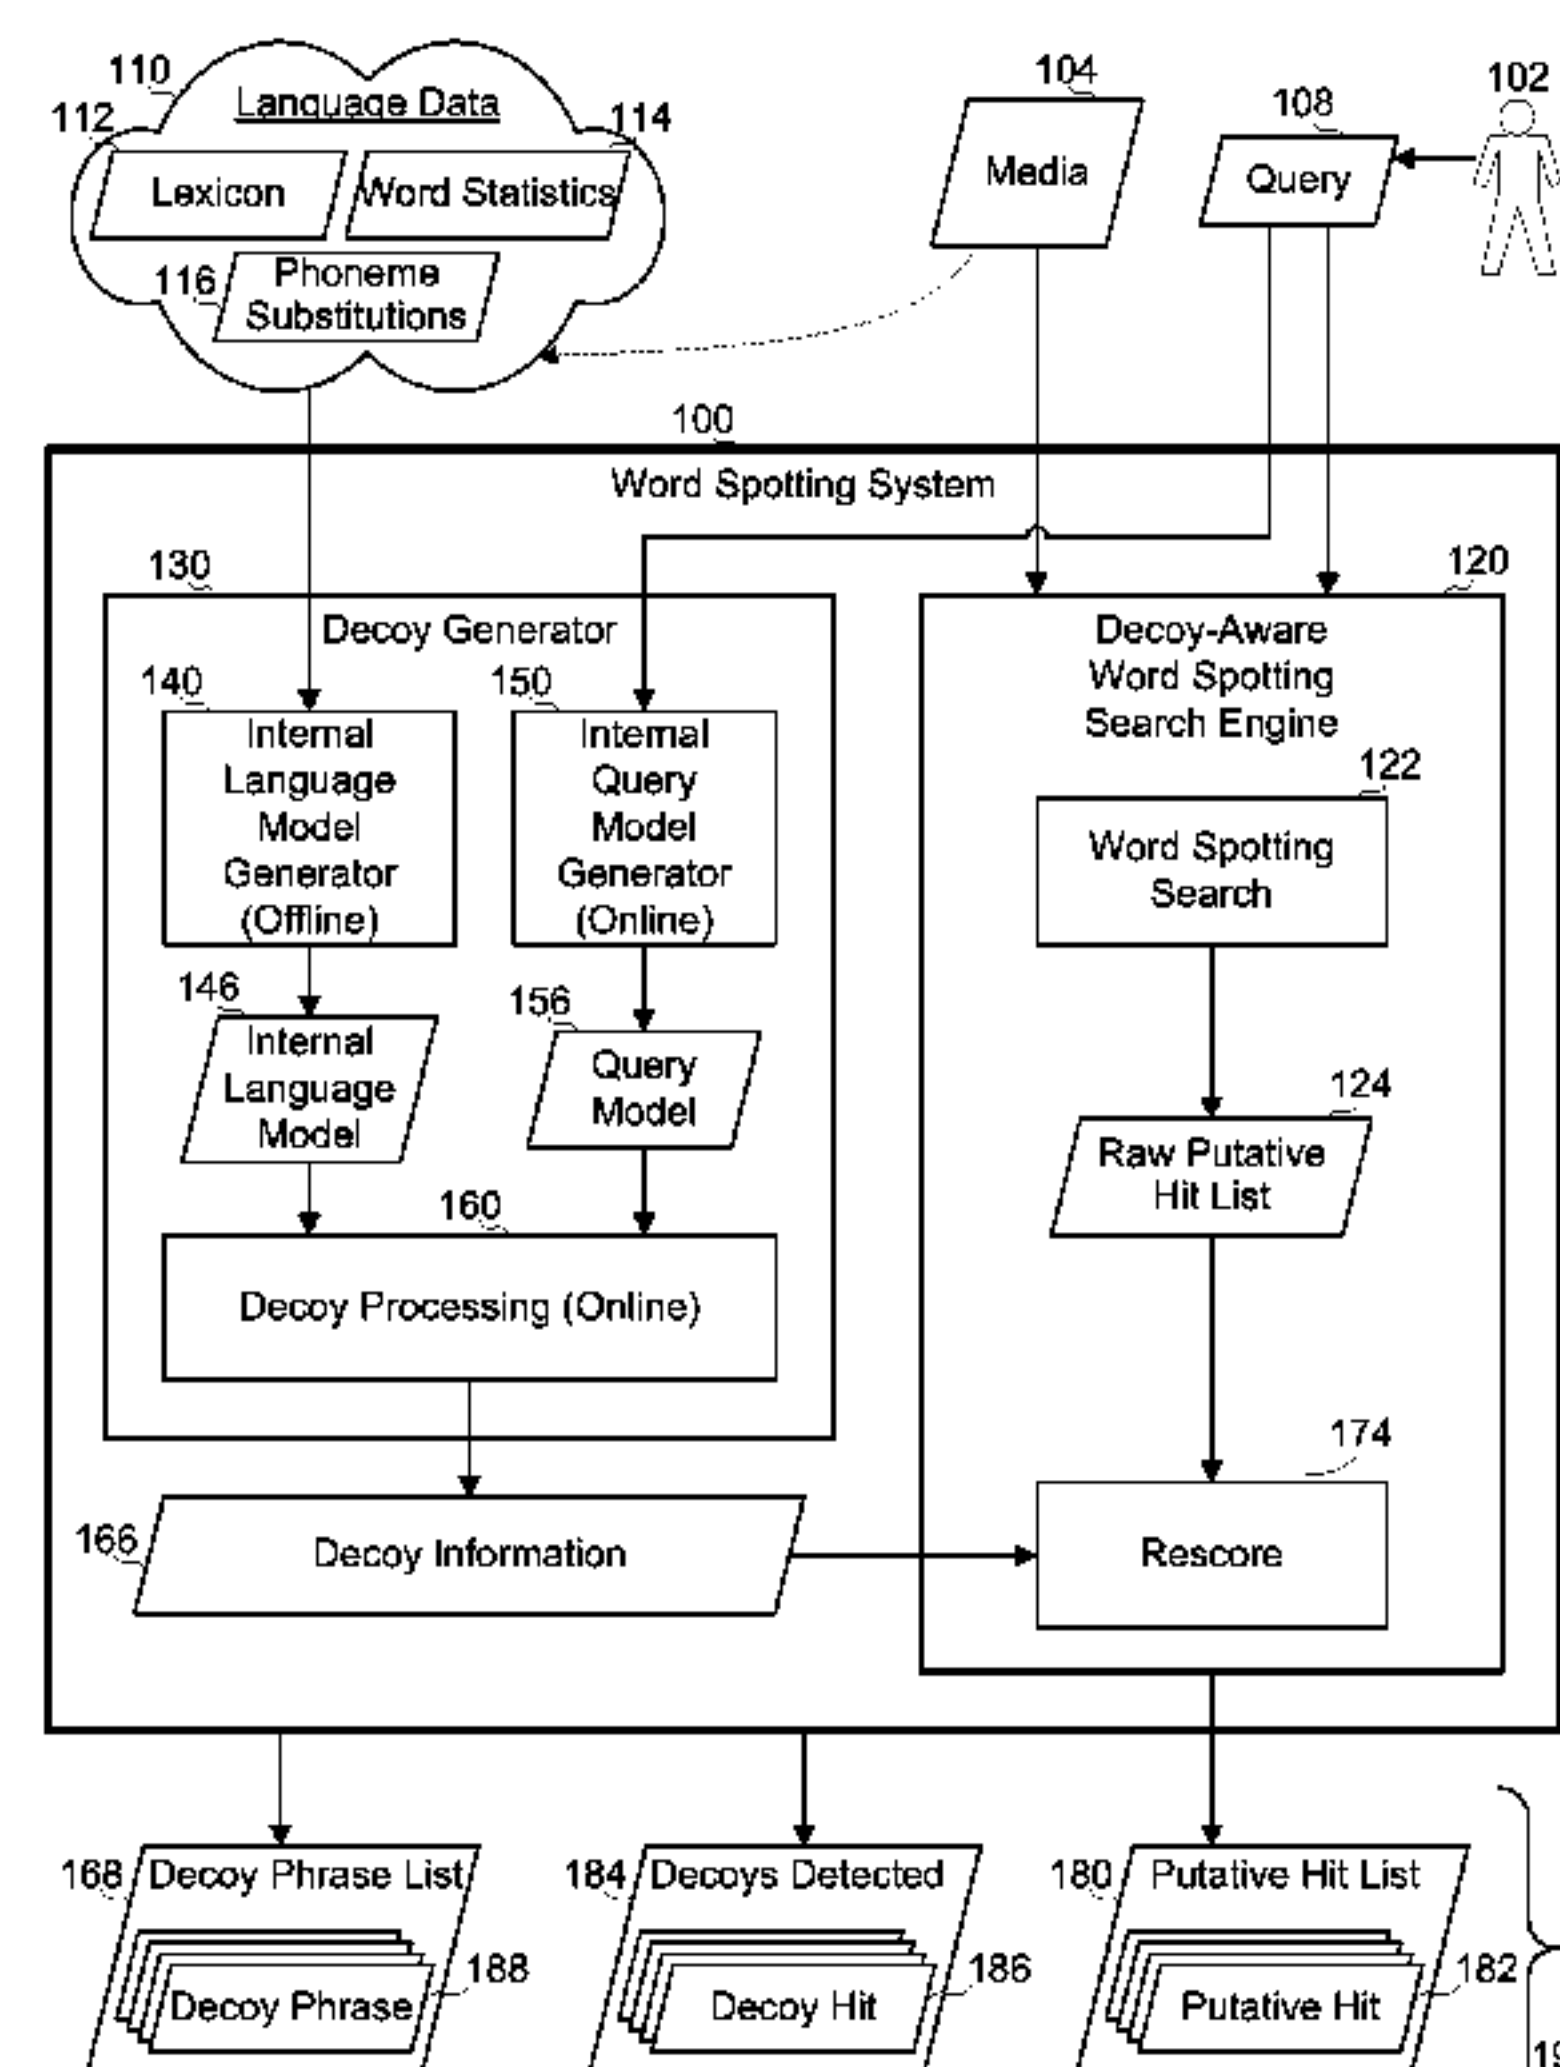 110
Language Data
112
114
Lexicon
Word Statistics
116
Phoneme
Substitutions
104
Media
108
Query
102
100
Word Spotting System
130
Decoy Generator
140
Internal
Language
Model
Generator
(Offline)
150
Internal
Query
Model
Generator
(Online)
146
Internal
Language
Model
156
Query
Model
160
Decoy Processing (Online)
166
Decoy Information
120
Decoy-Aware
Word Spotting
Search Engine
122
Word Spotting
Search
124
Raw Putative
Hit List
174
Rescore
168
Decoy Phrase List
188
Decoy Phrase
184
Decoys Detected
186
Decoy Hit
180
Putative Hit List
182
Putative Hit